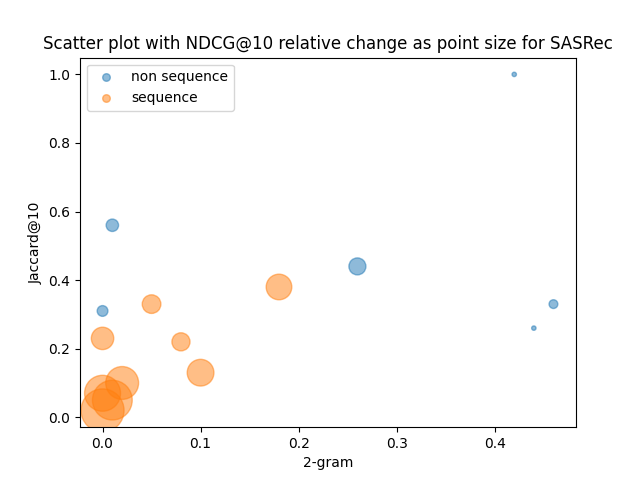 Scatter plot with NDCG@10 relative change as point size for SASRec
non sequence
sequence
1.0
0.8
0.6
0.4
0.2
0.0
Jaccard@10
0.0 0.1 0.2 0.3 0.4
2-gram